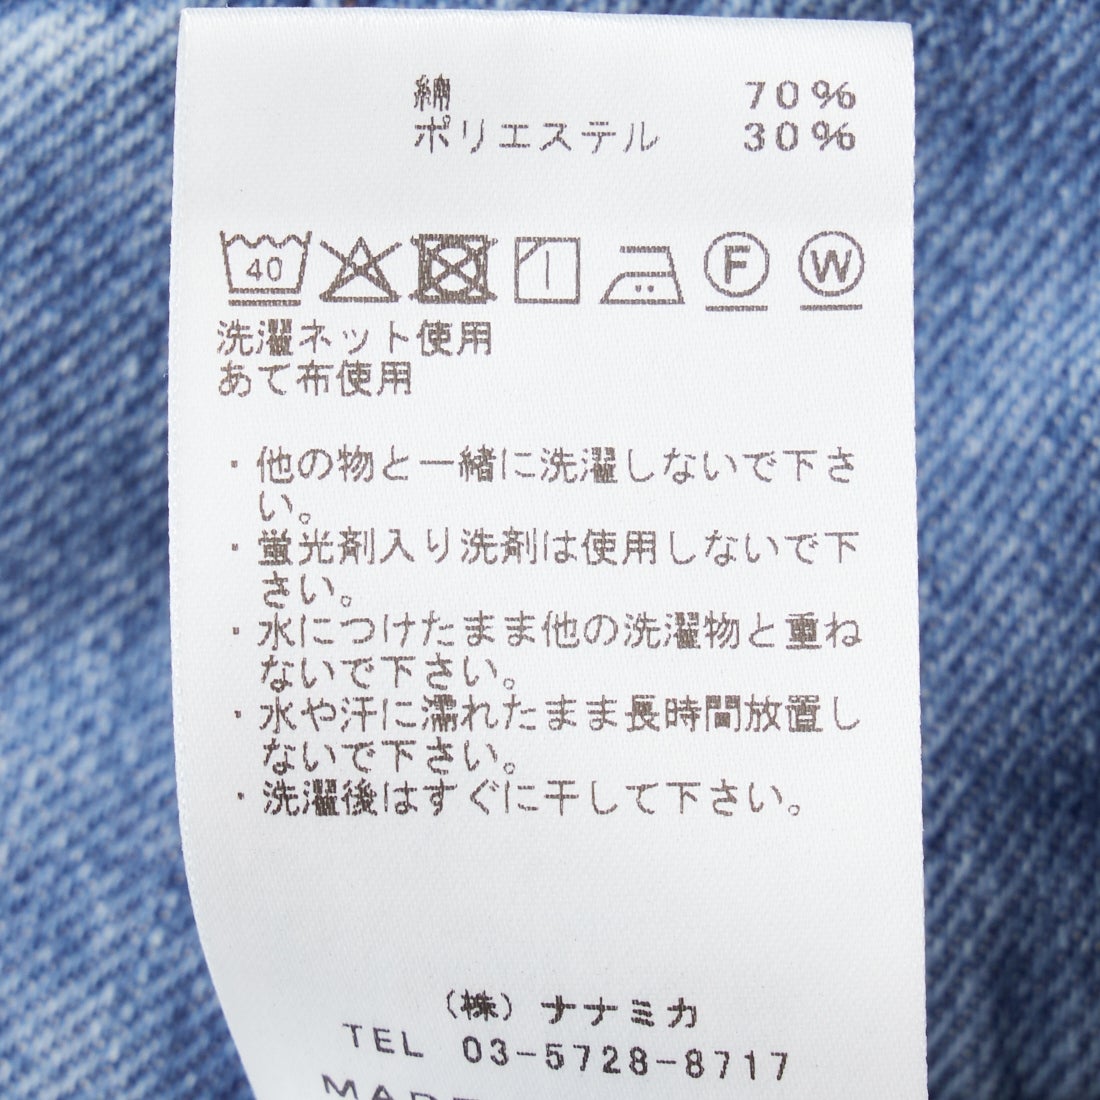 綿 70%
ポリエステル 30%
40 F W
洗濯ネット使用
あて布使用
・他の物と一緒に洗濯しないで下さ
い。
・蛍光剤入り洗剤は使用しないで下
さい。
・水につけたまま他の洗濯物と重ね
ないで下さい。
・水や汗に濡れたまま長時間放置し
ないで下さい。
・洗濯後はすぐに干して下さい。
(株) ナナミカ
TEL 03-5728-8717